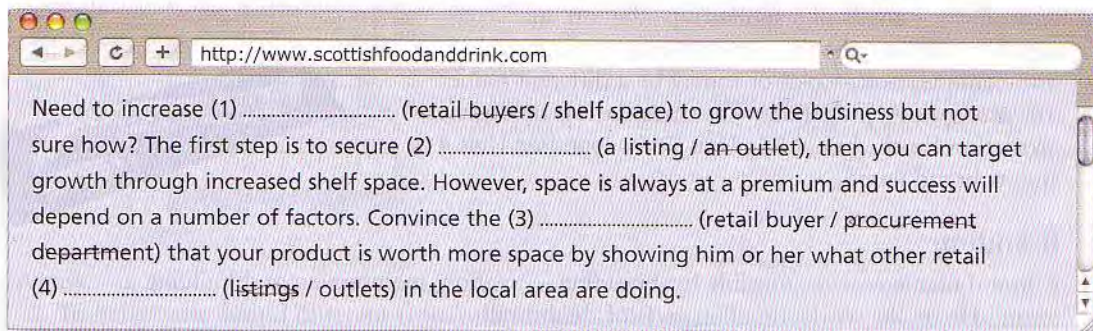 http://www.scottishfoodanddrink.com
Need to increase (1) .............................. (retail buyers / shelf space) to grow the business but not
sure how? The first step is to secure (2) .............................. (a listing / an outlet), then you can target
growth through increased shelf space. However, space is always at a premium and success will
depend on a number of factors. Convince the (3) .............................. (retail buyer / procurement
department) that your product is worth more space by showing him or her what other retail
(4) .............................. (listings / outlets) in the local area are doing.